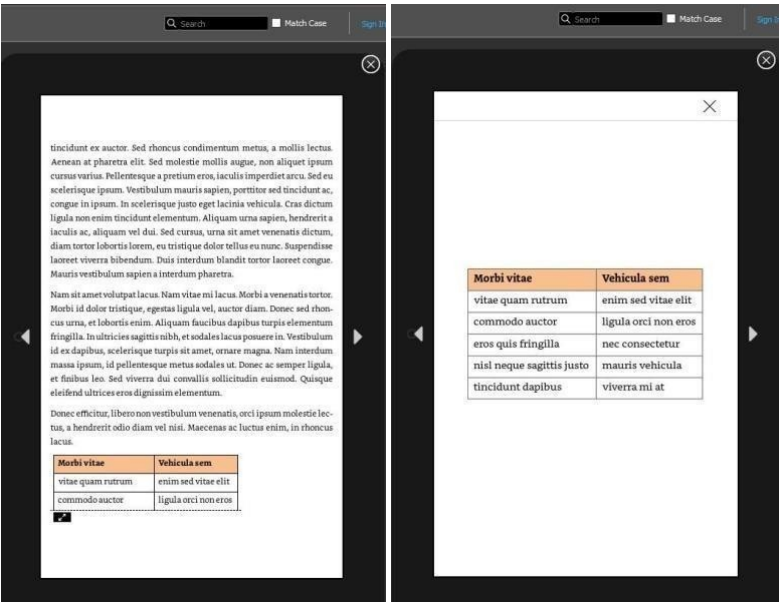 Search
Match Case
Sign In
tincidunt ex auctor. Sed rhoncus condimentum metus, a mollis lectus.
Aenean at pharetra elit. Sed molestie mollis augue, non aliquet ipsum
cursus varius. Pellentesque a pretium eros, iaculis imperdiet arcu. Sed eu
scelerisque ipsum. Vestibulum mauris sapien, porttitor sed tincidunt ac,
congue in ipsum. In scelerisque justo eget lacinia vehicula. Cras dictum
ligula non enim tincidunt elementum. Aliquam urna sapien, hendrerit a
iaculis ac, aliquam vel dui. Sed cursus, urna sit amet venenatis dictum,
diam tortor lobortis lorem, eu tristique dolor tellus eu nunc. Suspendisse
laoreet viverra bibendum. Duis interdum blandit tortor laoreet congue.
Mauris vestibulum sapien a interdum pharetra.
Nam sit amet volutpat lacus. Nam vitae mi lacus. Morbi a venenatis tortor.
Morbi id dolor tristique, egestas ligula vel, auctor diam. Donec sed rhon-
cus urna, et lobortis enim. Aliquam faucibus dapibus turpis elementum
fringilla. In ultricies sagittis nibh, et sodales lacus posuere in. Vestibulum
id ex dapibus, scelerisque turpis sit amet, ornare magna. Nam interdum
massa ipsum, id pellentesque metus sodales ut. Donec ac semper ligula,
et finibus leo. Sed viverra dui convallis sollicitudin euismod. Quisque
eleifend ultrices eros dignissim elementum.
Donec efficitur, libero non vestibulum venenatis, orci ipsum molestie lec-
tus, a hendrerit odio diam vel nisi. Maecenas ac luctus enim, in rhoncus
lacus.
Morbi vitae Vehicula sem
vitae quam rutrum enim sed vitae elit
commodo auctor ligula orci non eros
Search
Match Case
Sign I
Morbi vitae Vehicula sem
vitae quam rutrum enim sed vitae elit
commodo auctor ligula orci non eros
eros quis fringilla nec consectetur
nisl neque sagittis justo mauris vehicula
tincidunt dapibus viverra mi at